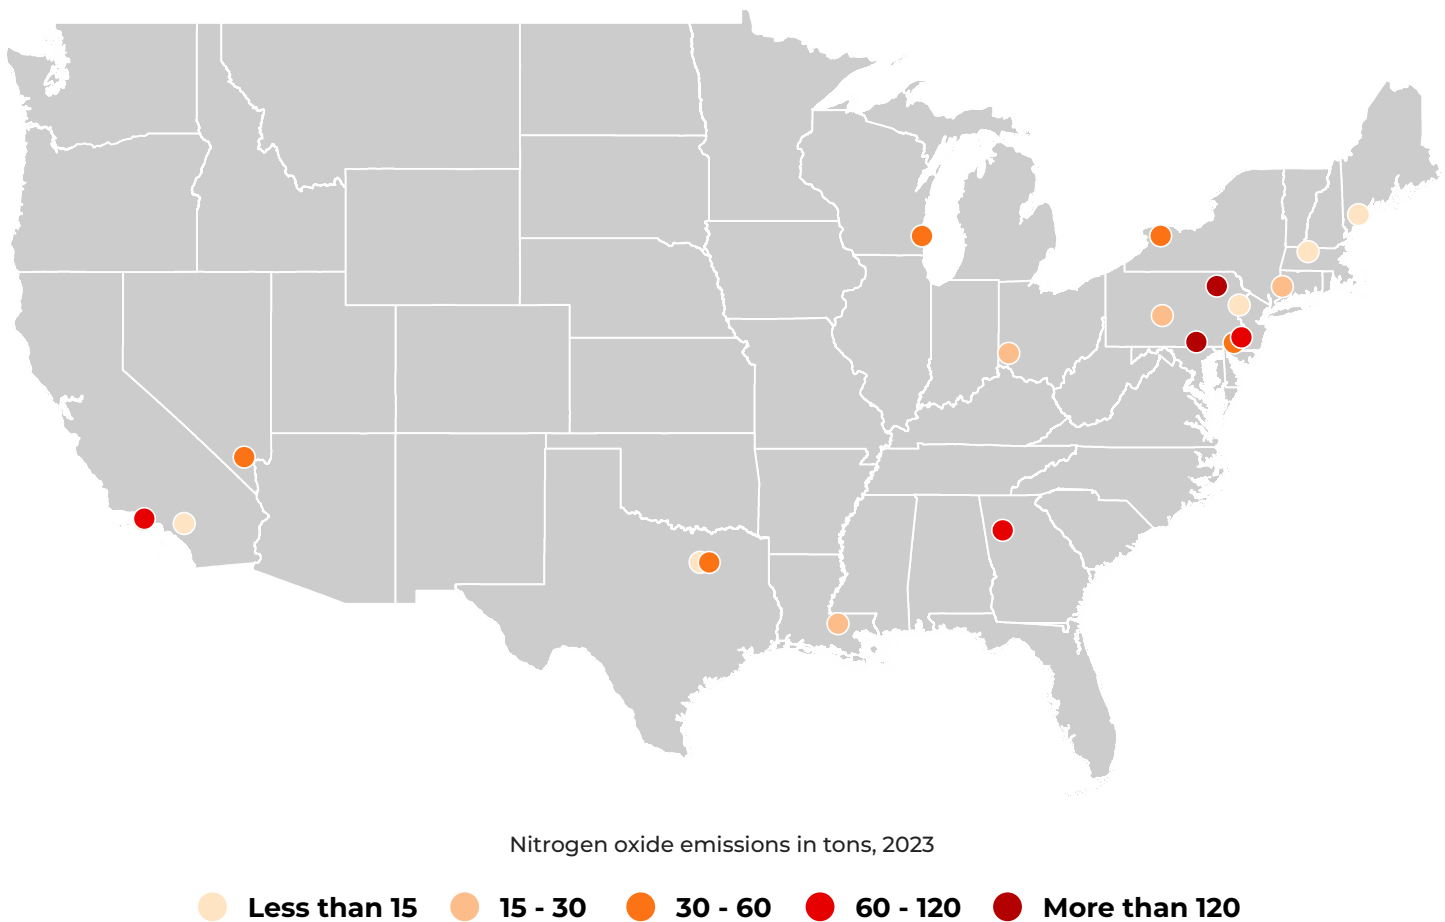 Nitrogen oxide emissions in tons, 2023
Less than 15 15 - 30 30 - 60 60 - 120 More than 120